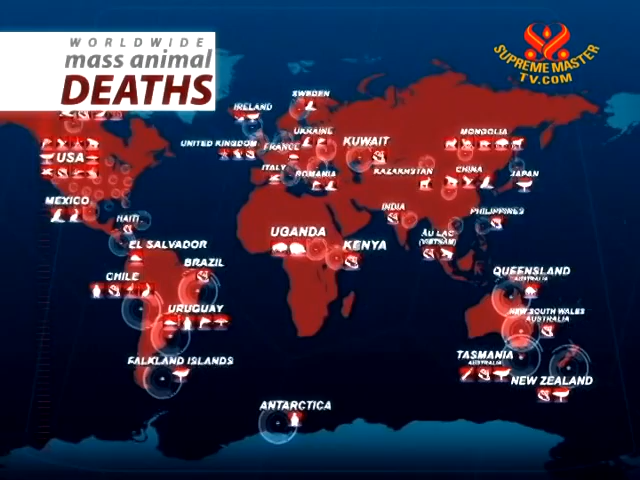 WORLDWIDE
mass animal
DEATHS
SUPREME MASTER
TV.COM
SWEDEN
IRELAND
UKRAINE
UNITED KINGDOM
FRANCE
KUWAIT
MONGOLIA
USA
ITALY
ROMANIA
KAZAKHSTAN
CHINA
JAPAN
MEXICO
HAITI
INDIA
PHILIPPINES
UGANDA
KENYA
ÂU LẠC
(VIETNAM)
EL SALVADOR
BRAZIL
CHILE
QUEENSLAND
AUSTRALIA
URUGUAY
NEW SOUTH WALES
AUSTRALIA
FALKLAND ISLANDS
TASMANIA
AUSTRALIA
NEW ZEALAND
ANTARCTICA